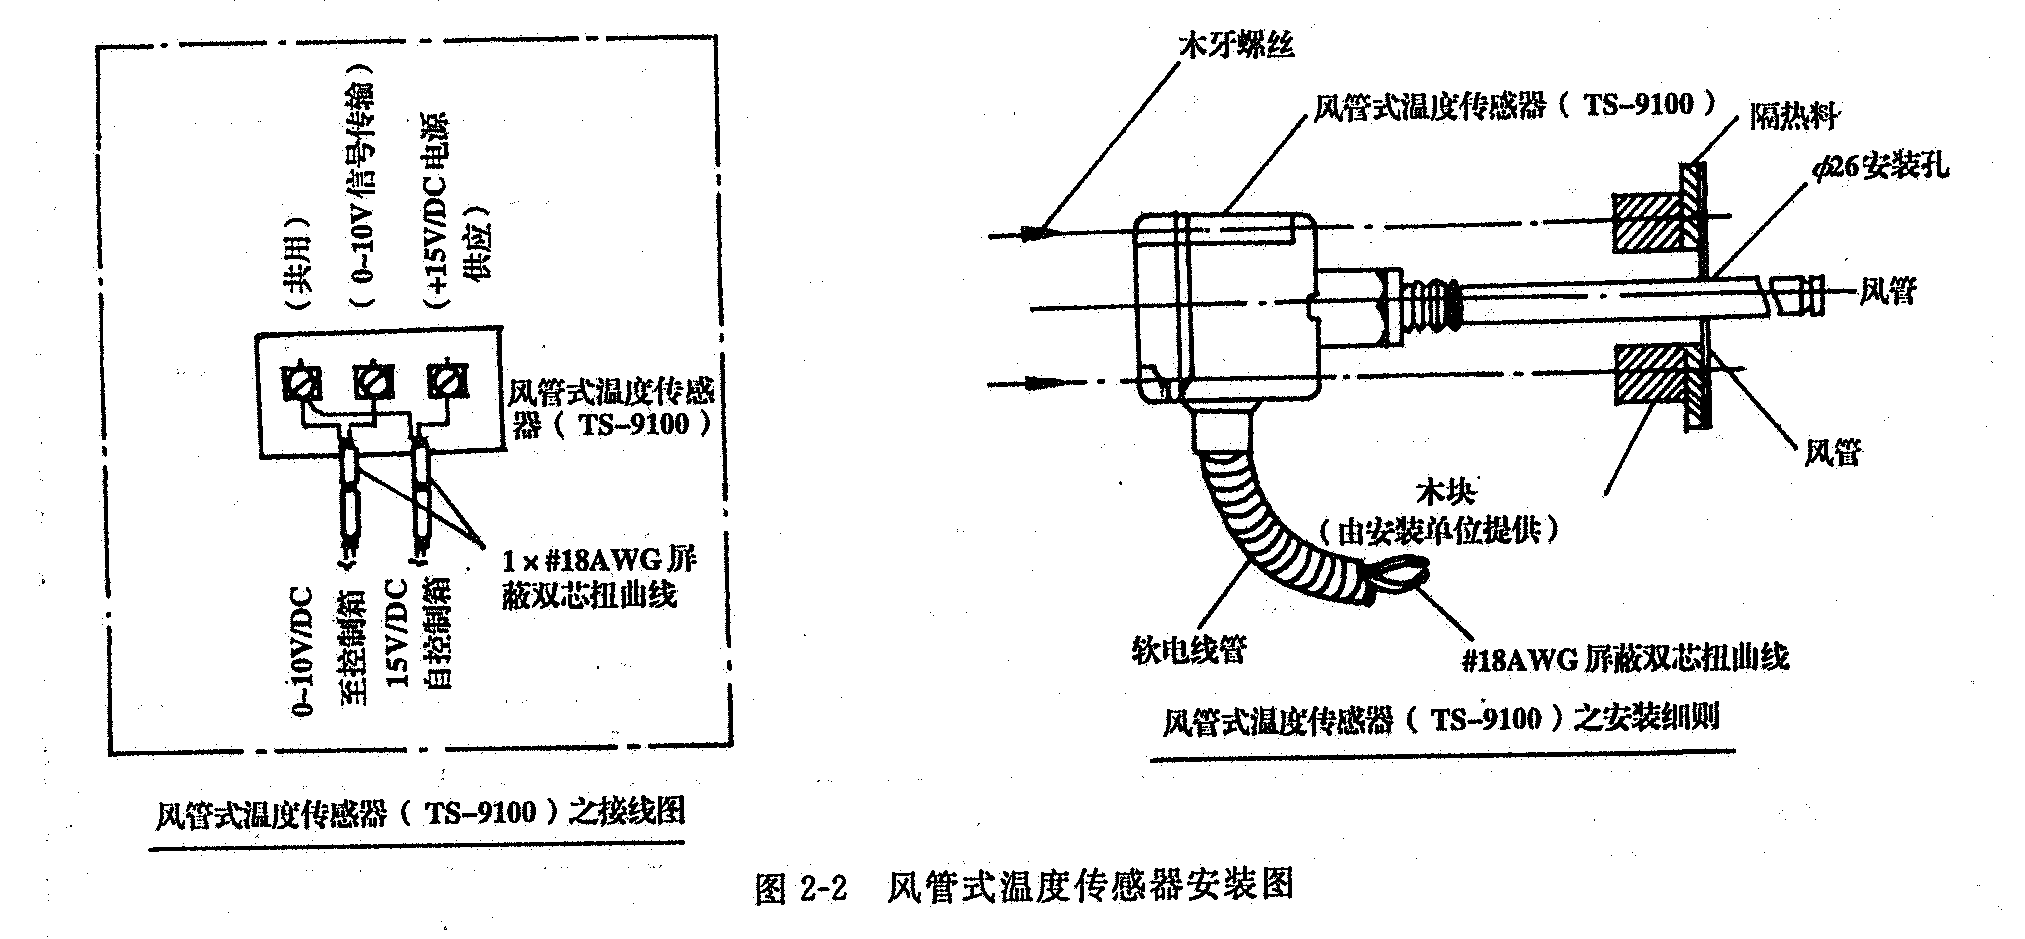 （共用）
（0~10V信号传输）
（+15V/DC电源
供应）
风管式温度传感
器（TS-9100）
1×#18AWG屏
蔽双芯扭曲线
0~10V/DC
至控制箱
15V/DC
自控制箱
风管式温度传感器（TS-9100）之接线图
木牙螺丝
风管式温度传感器（TS-9100）
隔热料
ϕ26安装孔
风管
风管
木块
（由安装单位提供）
软电线管
#18AWG屏蔽双芯扭曲线
风管式温度传感器（TS-9100）之安装细则
图 2-2 风管式温度传感器安装图